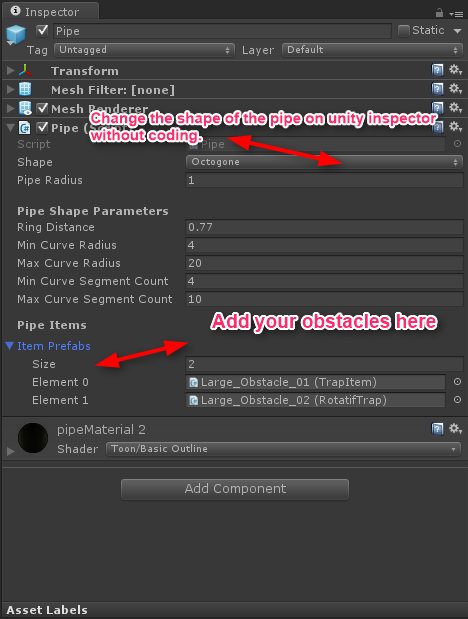 Inspector
Pipe
Static
Tag Untagged Layer Default
Transform
Mesh Filter: [none]
Mesh Renderer
Pipe (Script)
Change the shape of the pipe on unity inspector
without coding.
Script Pipe
Shape Octogone
Pipe Radius 1
Pipe Shape Parameters
Ring Distance 0.77
Min Curve Radius 4
Max Curve Radius 20
Min Curve Segment Count 4
Max Curve Segment Count 10
Pipe Items
Add your obstacles here
Item Prefabs
Size 2
Element 0 Large_Obstacle_01 (TrapItem)
Element 1 Large_Obstacle_02 (RotatifTrap)
pipeMaterial 2
Shader Toon/Basic Outline
Add Component
Asset Labels